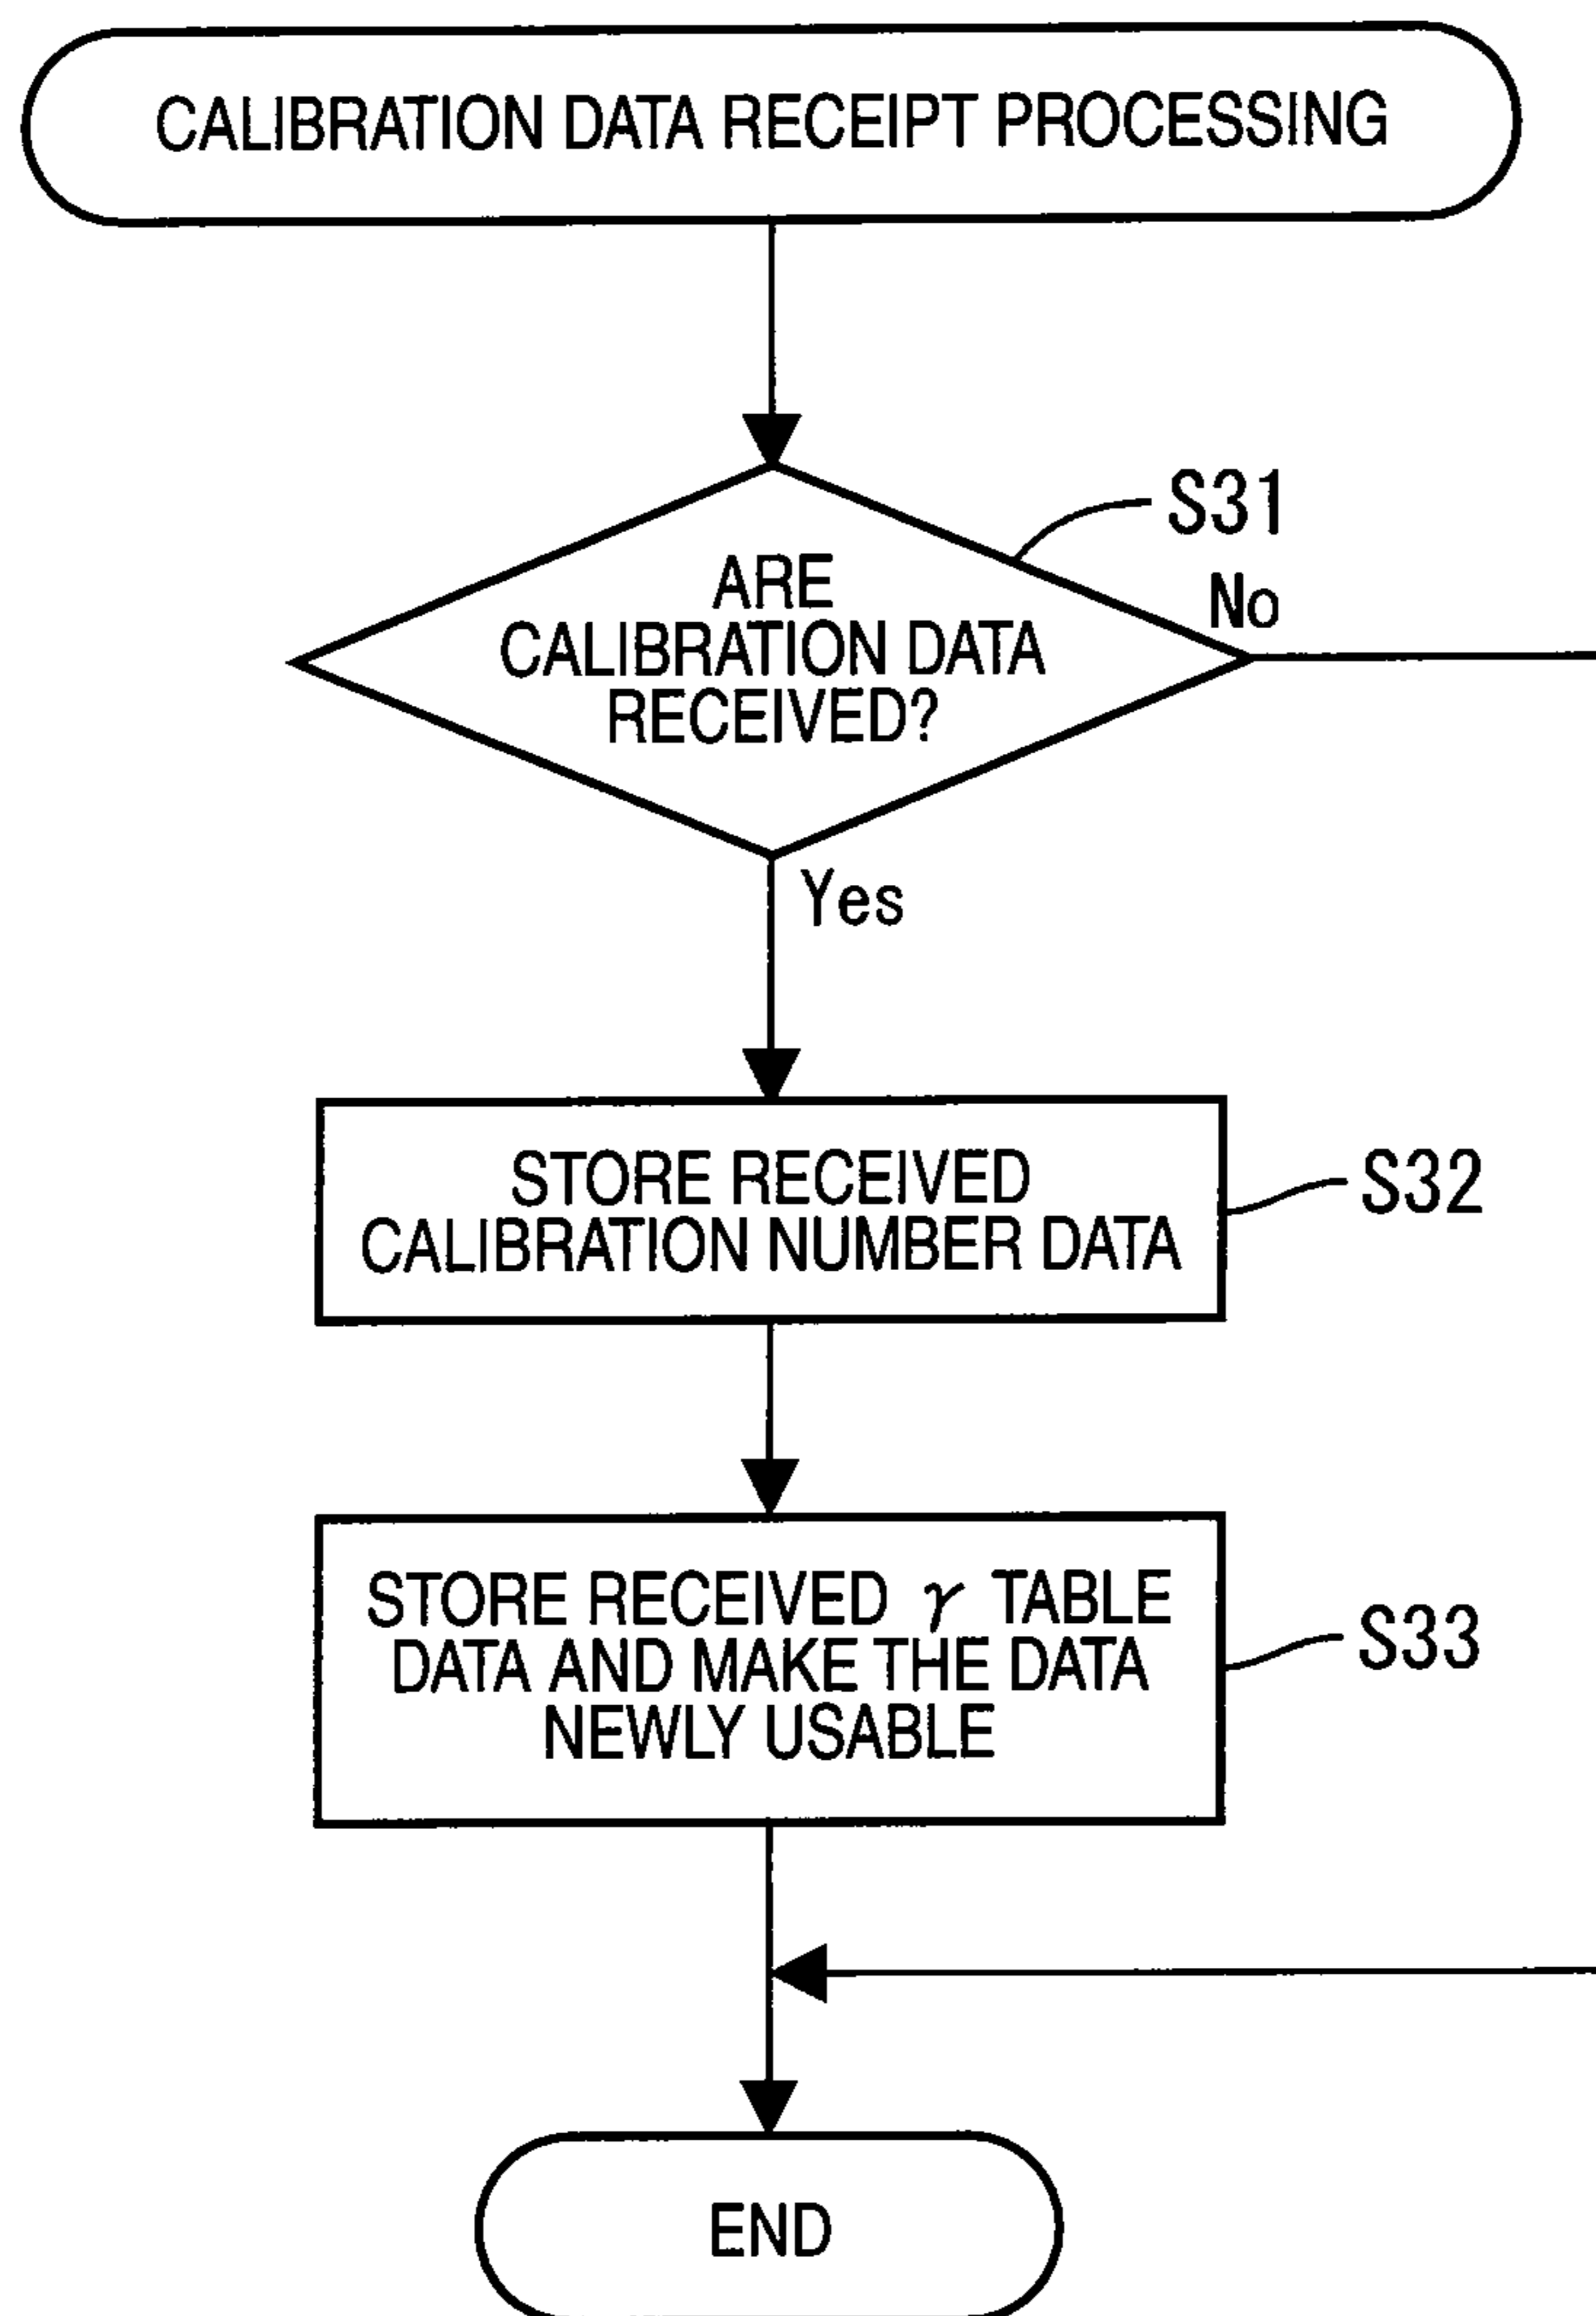 CALIBRATION DATA RECEIPT PROCESSING
S31
No
ARE
CALIBRATION DATA
RECEIVED?
Yes
STORE RECEIVED
CALIBRATION NUMBER DATA
S32
STORE RECEIVED γ TABLE
DATA AND MAKE THE DATA
NEWLY USABLE
S33
END